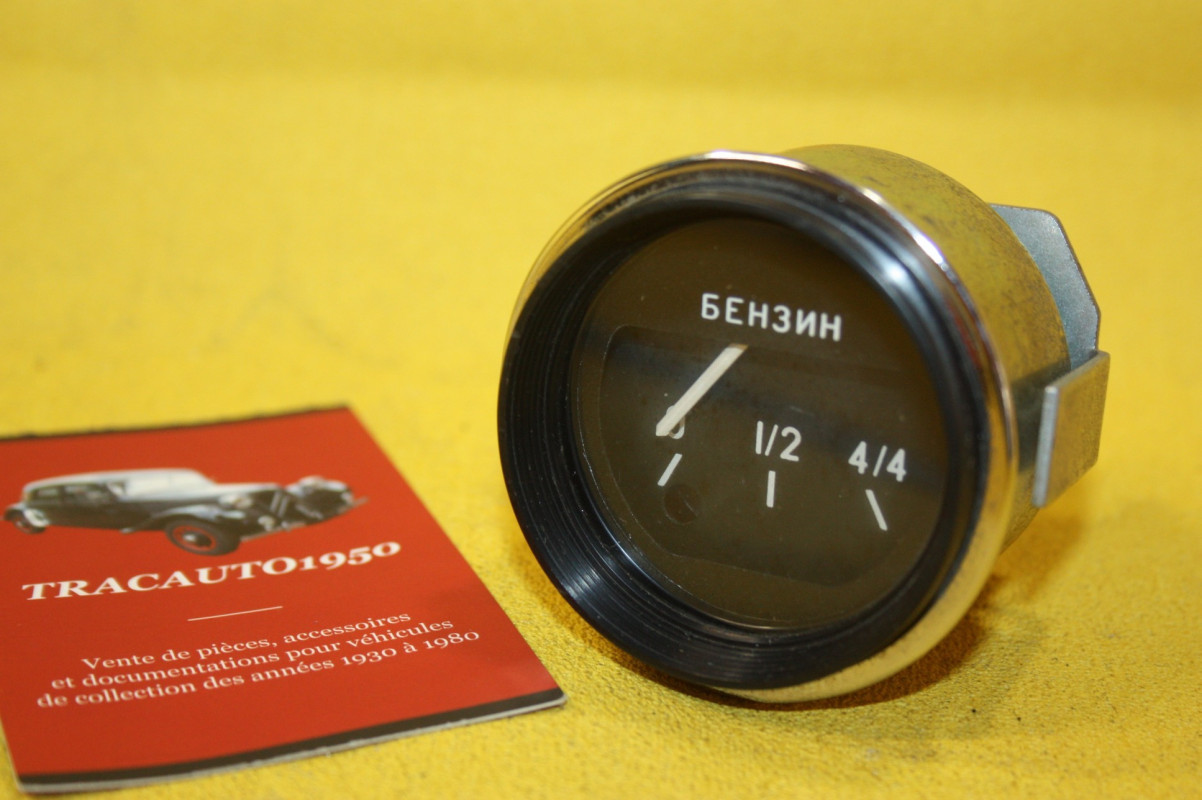 БЕНЗИН
0
1/2
4/4
TRACAUTO1950
Vente de pièces, accessoires
et documentations pour véhicules
de collection des années 1930 à 1980